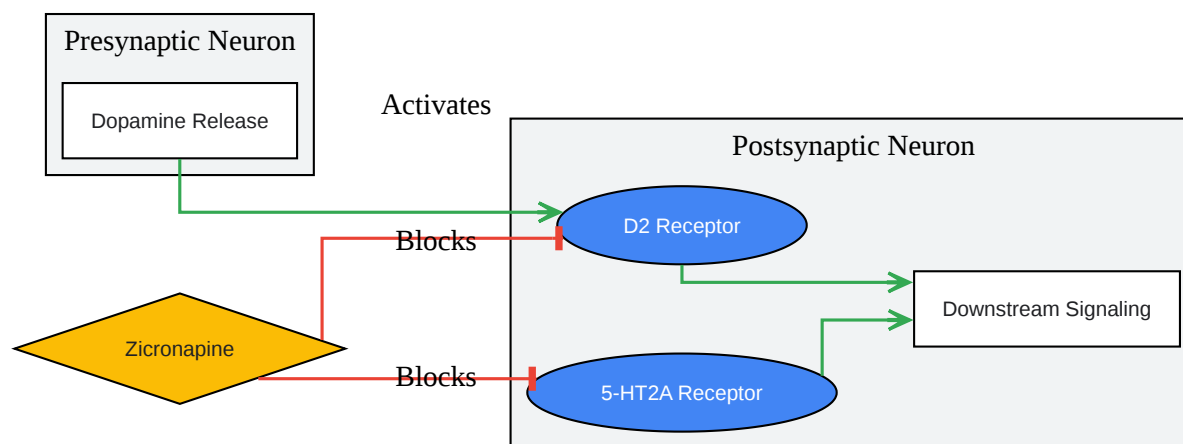 Presynaptic Neuron
Dopamine Release
Activates
Postsynaptic Neuron
D2 Receptor
Blocks
Downstream Signaling
Zicronapine
Blocks
5-HT2A Receptor